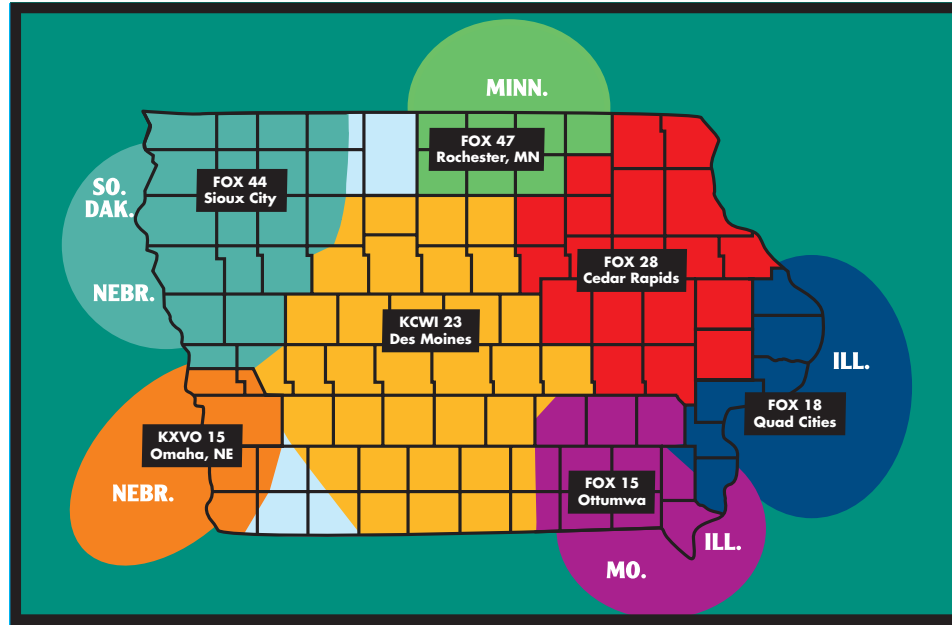 MINN.
FOX 47
Rochester, MN
SO.
DAK.
FOX 44
Sioux City
FOX 28
Cedar Rapids
NEBR.
KCWI 23
Des Moines
ILL.
FOX 18
Quad Cities
KXVO 15
Omaha, NE
NEBR.
FOX 15
Ottumwa
ILL.
MO.